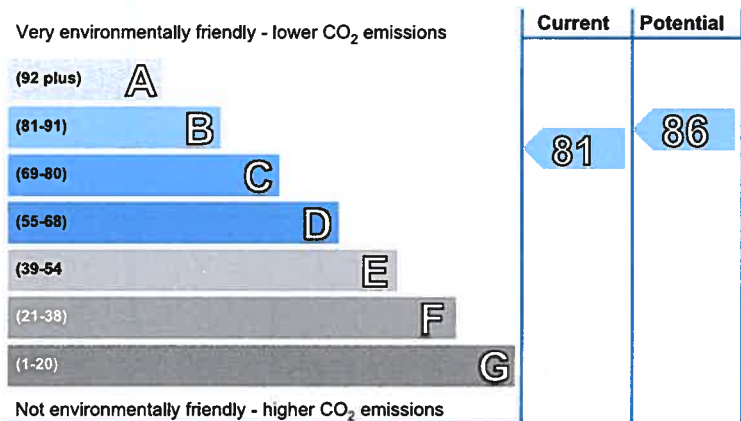 Current Potential
Very environmentally friendly - lower CO₂ emissions
(92 plus) A
(81-91) B
81 86
(69-80) C
(55-68) D
(39-54 E
(21-38) F
(1-20) G
Not environmentally friendly - higher CO₂ emissions